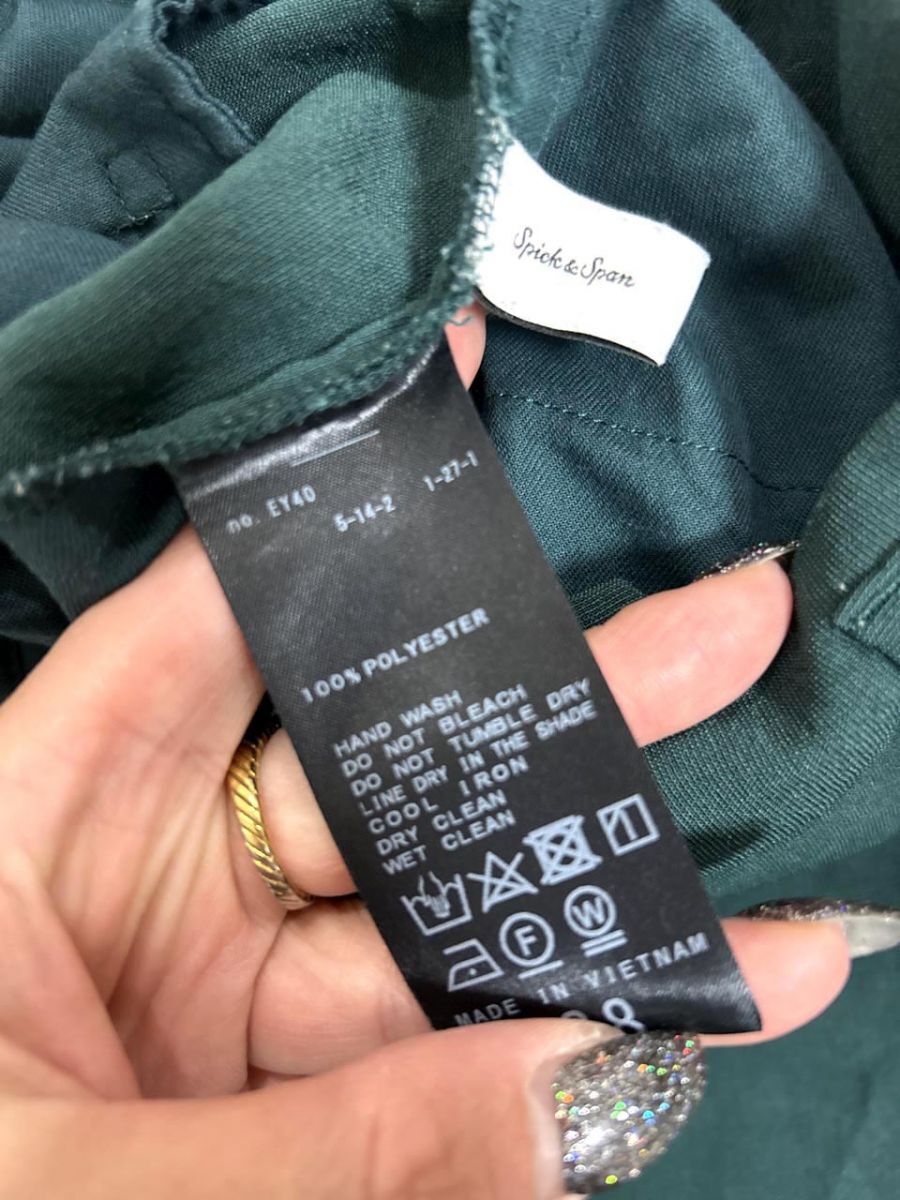 Spick & Span
no. EY40
5-14-2 1-27-1
100% POLYESTER
HAND WASH
DO NOT BLEACH
DO NOT TUMBLE DRY
LINE DRY IN THE SHADE
COOL IRON
DRY CLEAN
WET CLEAN
F W
MADE IN VIETNAM